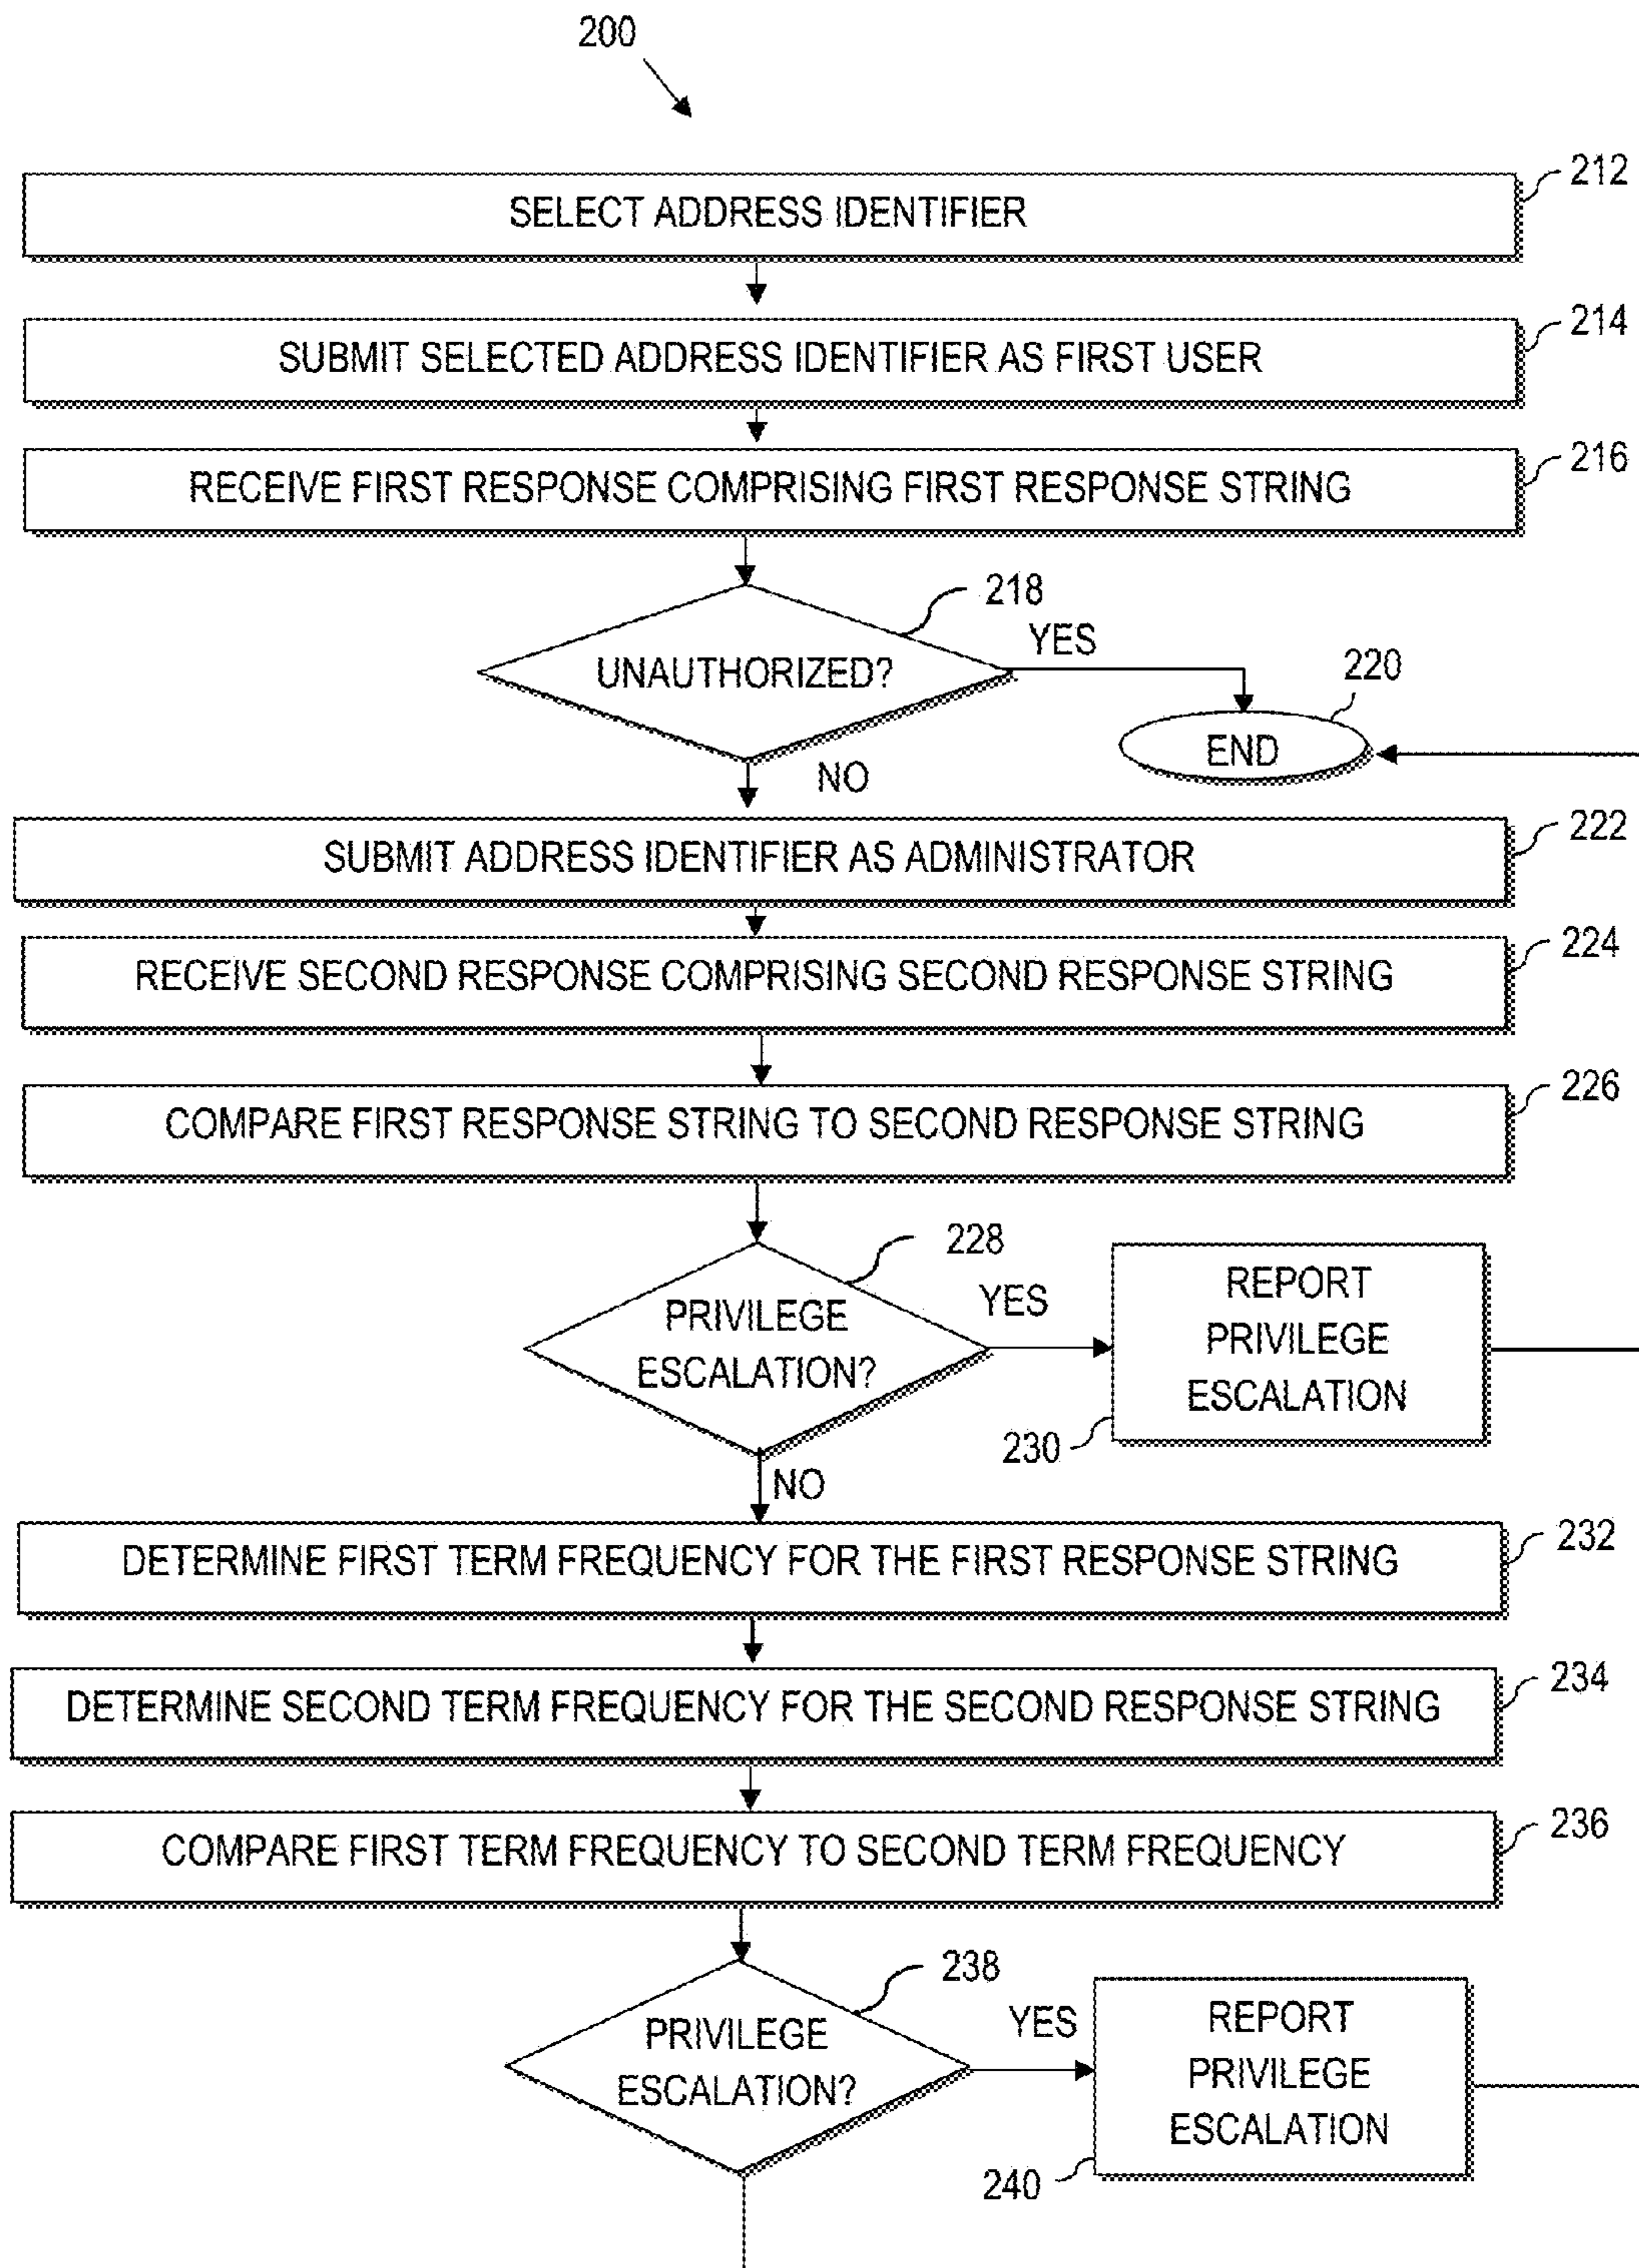 200
212
SELECT ADDRESS IDENTIFIER
214
SUBMIT SELECTED ADDRESS IDENTIFIER AS FIRST USER
216
RECEIVE FIRST RESPONSE COMPRISING FIRST RESPONSE STRING
218
UNAUTHORIZED?
YES
220
END
NO
222
SUBMIT ADDRESS IDENTIFIER AS ADMINISTRATOR
224
RECEIVE SECOND RESPONSE COMPRISING SECOND RESPONSE STRING
226
COMPARE FIRST RESPONSE STRING TO SECOND RESPONSE STRING
228
PRIVILEGE
ESCALATION?
YES
REPORT
PRIVILEGE
ESCALATION
230
NO
232
DETERMINE FIRST TERM FREQUENCY FOR THE FIRST RESPONSE STRING
234
DETERMINE SECOND TERM FREQUENCY FOR THE SECOND RESPONSE STRING
236
COMPARE FIRST TERM FREQUENCY TO SECOND TERM FREQUENCY
238
PRIVILEGE
ESCALATION?
YES
REPORT
PRIVILEGE
ESCALATION
240